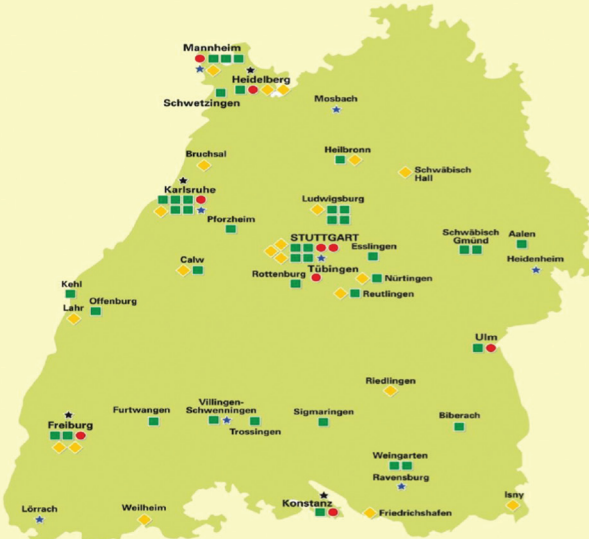 Mannheim
Heidelberg
Schwetzingen
Mosbach
Bruchsal
Heilbronn
Schwäbisch
Hall
Karlsruhe
Ludwigsburg
Pforzheim
STUTTGART
Esslingen
Schwäbisch
Gmünd
Aalen
Heidenheim
Calw
Rottenburg
Tübingen
Nürtingen
Reutlingen
Kehl
Offenburg
Lahr
Ulm
Riedlingen
Furtwangen
Villingen-
Schwenningen
Trossingen
Sigmaringen
Biberach
Freiburg
Weingarten
Ravensburg
Lörrach
Weilheim
Konstanz
Friedrichshafen
Isny